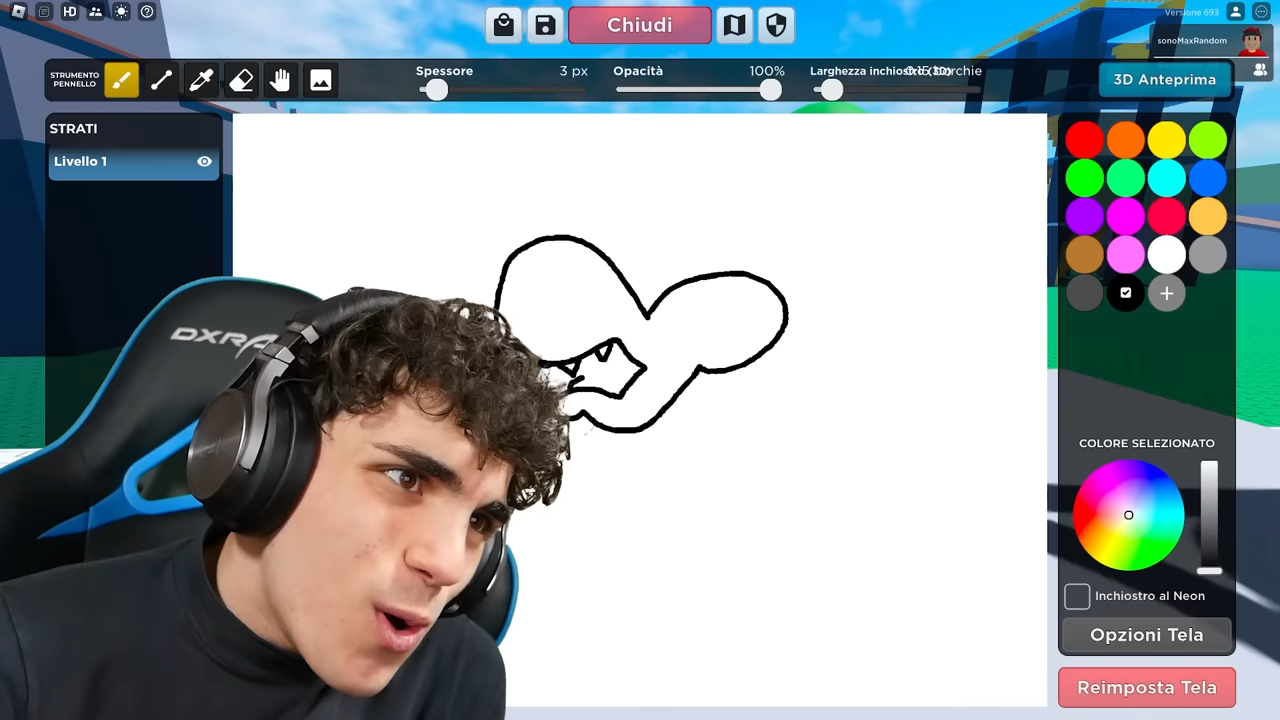 HD
Chiudi
Versione 693
sonoMaxRandom
STRUMENTO
PENNELLO
Spessore
3 px
Opacità
100%
Larghezza inchiostro (3D)
3D Anteprima
STRATI
Livello 1
DXRA
COLORE SELEZIONATO
Inchiostro al Neon
Opzioni Tela
Reimposta Tela